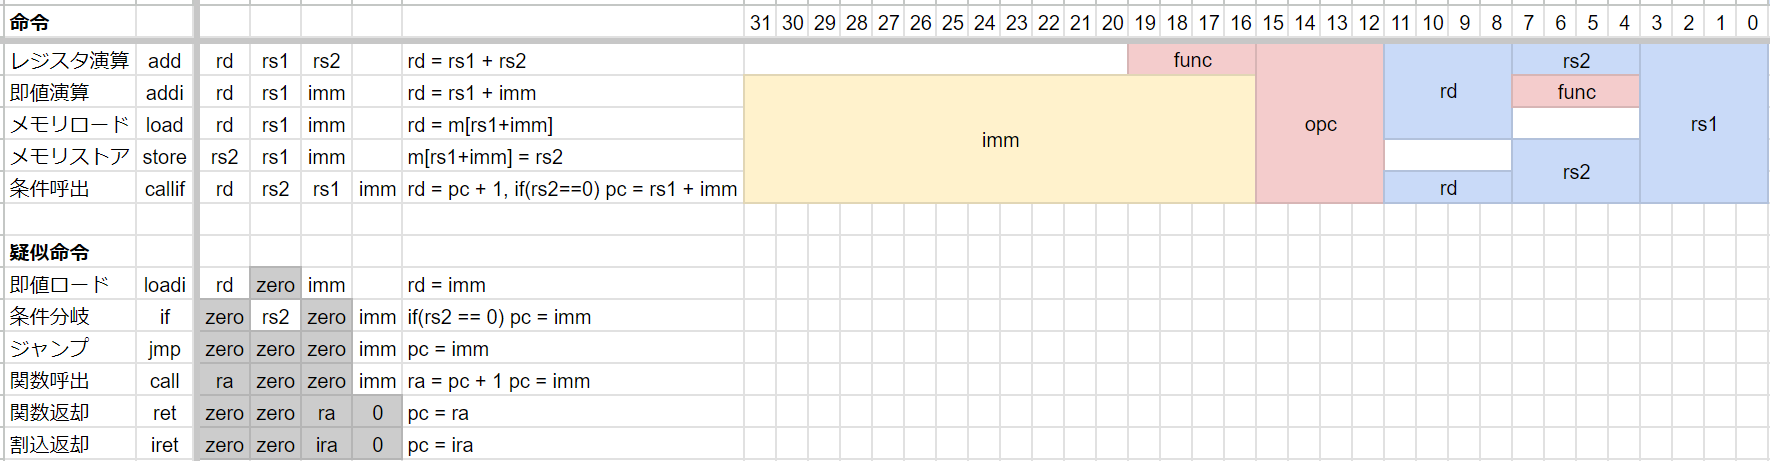 命令 31 30 29 28 27 26 25 24 23 22 21 20 19 18 17 16 15 14 13 12 11 10 9 8 7 6 5 4 3 2 1 0
レジスタ演算 add rd rs1 rs2 rd = rs1 + rs2 func rs2
即値演算 addi rd rs1 imm rd = rs1 + imm rd func
メモリロード load rd rs1 imm rd = m[rs1+imm] imm opc rs1
メモリストア store rs2 rs1 imm m[rs1+imm] = rs2
条件呼出 callif rd rs2 rs1 imm rd = pc + 1, if(rs2==0) pc = rs1 + imm rd rs2
疑似命令
即値ロード loadi rd zero imm rd = imm
条件分岐 if zero rs2 zero imm if(rs2 == 0) pc = imm
ジャンプ jmp zero zero zero imm pc = imm
関数呼出 call ra zero zero imm ra = pc + 1 pc = imm
関数返却 ret zero zero ra 0 pc = ra
割込返却 iret zero zero ira 0 pc = ira